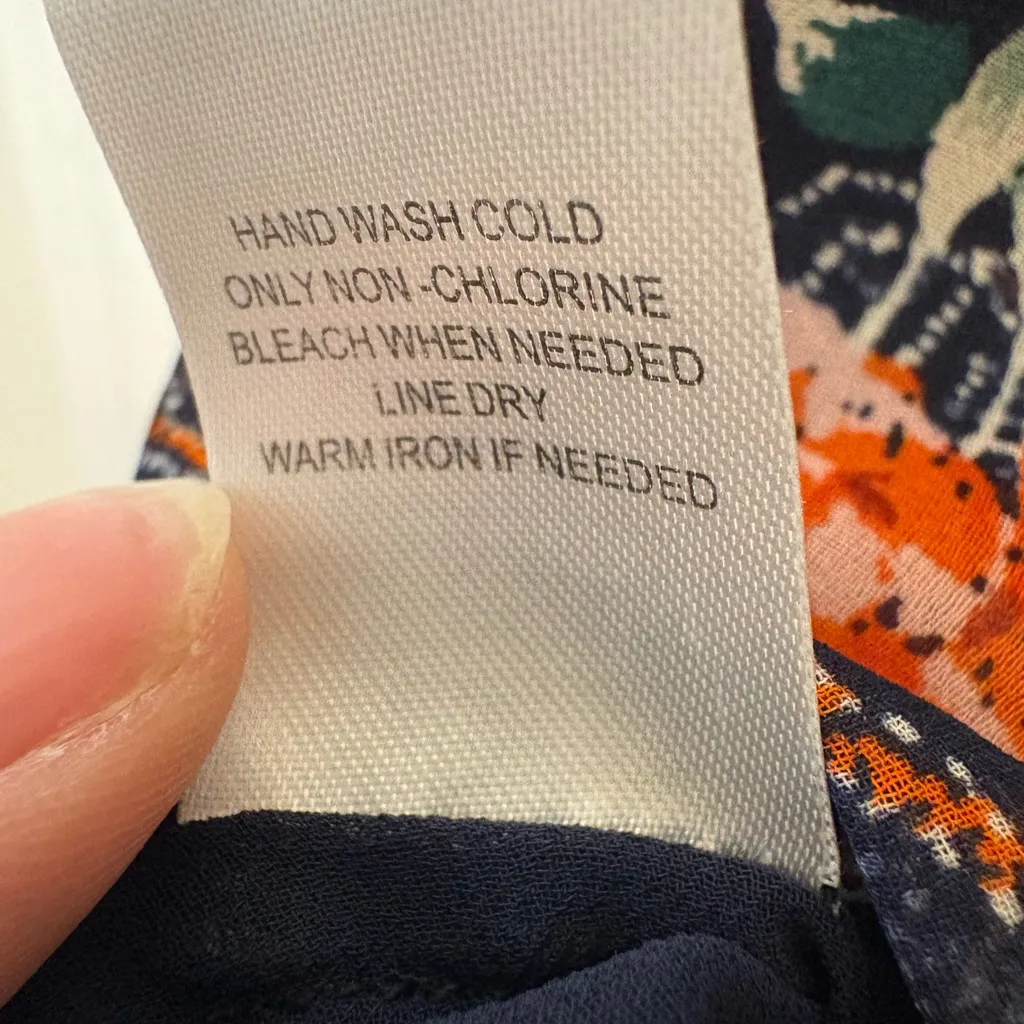 HAND WASH COLD
ONLY NON-CHLORINE
BLEACH WHEN NEEDED
LINE DRY
WARM IRON IF NEEDED